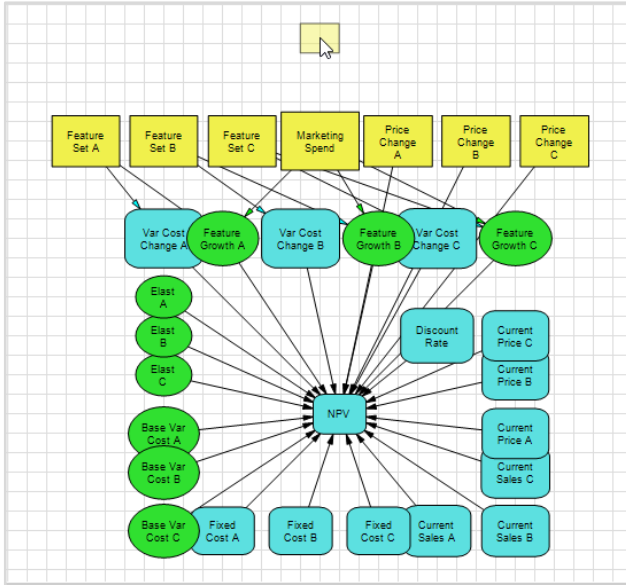 Feature
Set A
Feature
Set B
Feature
Set C
Marketing
Spend
Price
Change
A
Price
Change
B
Price
Change
C
Var Cost
Change A
Feature
Growth A
Var Cost
Change B
Feature
Growth B
Var Cost
Change C
Feature
Growth C
Elast
A
Elast
B
Elast
C
Discount
Rate
Current
Price C
Current
Price B
NPV
Base Var
Cost A
Base Var
Cost B
Current
Price A
Current
Sales C
Base Var
Cost C
Fixed
Cost A
Fixed
Cost B
Fixed
Cost C
Current
Sales A
Current
Sales B